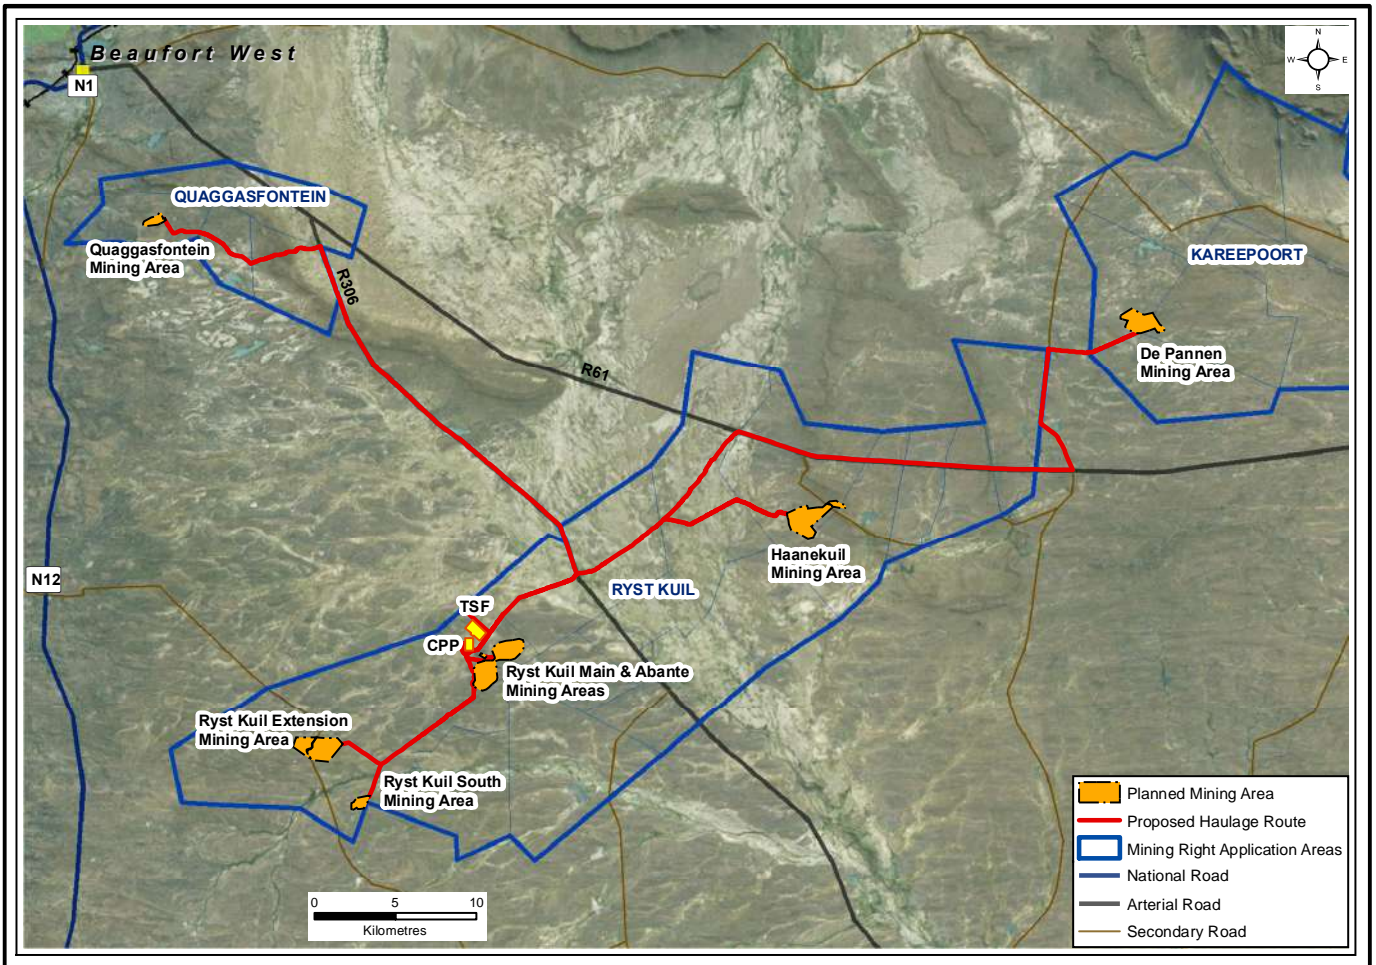 Beaufort West
N1
N
W E
S
QUAGGASFONTEIN
Quaggasfontein
Mining Area
R306
KAREEPOORT
De Pannen
Mining Area
R61
Haanekuil
Mining Area
N12
RYST KUIL
TSF
CPP
Ryst Kuil Main & Abante
Mining Areas
Ryst Kuil Extension
Mining Area
Ryst Kuil South
Mining Area
0 5 10
Kilometres
Planned Mining Area
Proposed Haulage Route
Mining Right Application Areas
National Road
Arterial Road
Secondary Road